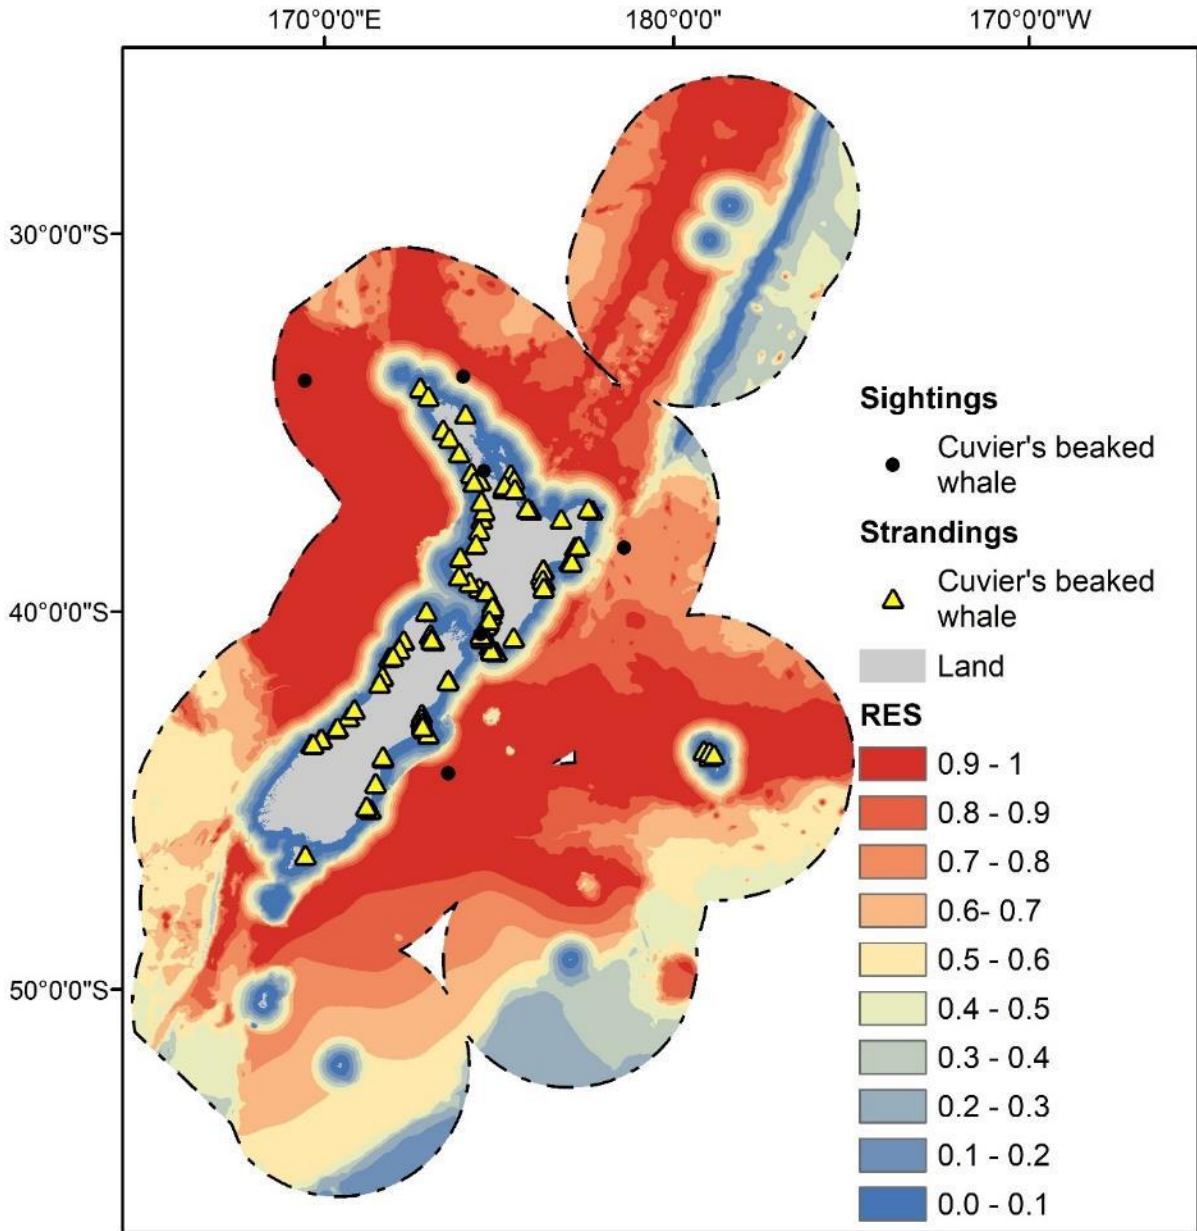 170°0'0"E
180°0'0"
170°0'0"W
30°0'0"S
40°0'0"S
50°0'0"S
Sightings
Cuvier's beaked
whale
Strandings
Cuvier's beaked
whale
Land
RES
0.9 - 1
0.8 - 0.9
0.7 - 0.8
0.6- 0.7
0.5 - 0.6
0.4 - 0.5
0.3 - 0.4
0.2 - 0.3
0.1 - 0.2
0.0 - 0.1